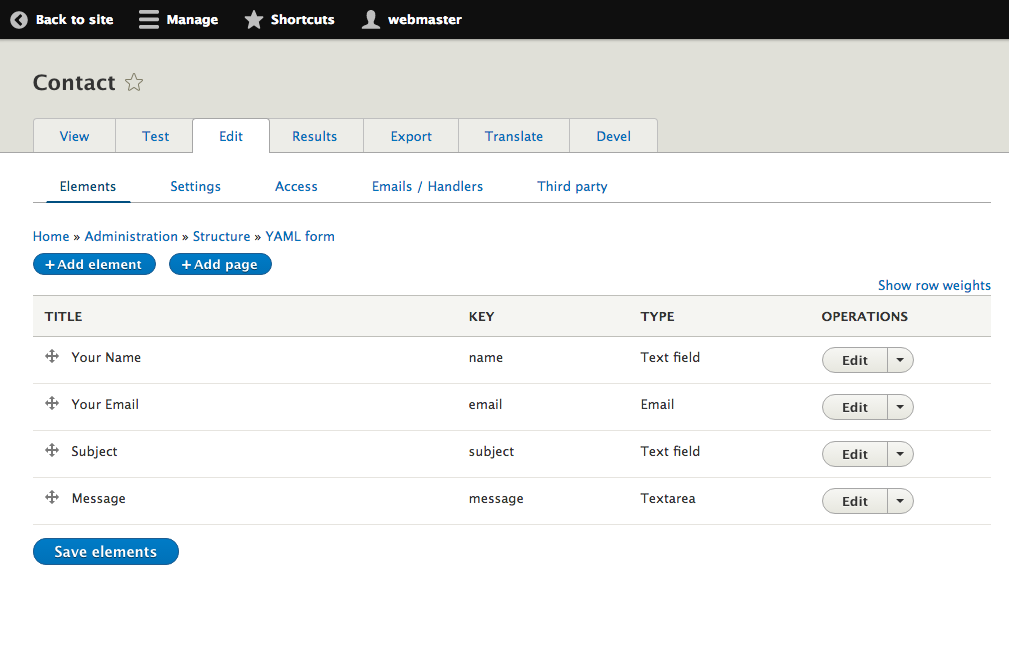 Back to site Manage Shortcuts webmaster
Contact
View Test Edit Results Export Translate Devel
Elements Settings Access Emails / Handlers Third party
Home » Administration » Structure » YAML form
+ Add element + Add page
Show row weights
TITLE KEY TYPE OPERATIONS
Your Name name Text field Edit
Your Email email Email Edit
Subject subject Text field Edit
Message message Textarea Edit
Save elements